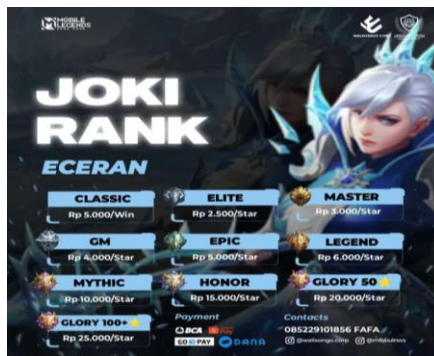 MOBILE
LEGENDS
JOKI
RANK
ECERAN
CLASSIC
Rp 5.000/Win
ELITE
Rp 2.500/Star
MASTER
Rp 3.000/Star
GM
Rp 4.000/Star
EPIC
Rp 5.000/Star
LEGEND
Rp 6.000/Star
MYTHIC
Rp 10.000/Star
HONOR
Rp 15.000/Star
GLORY 50
Rp 20.000/Star
GLORY 100+
Rp 25.000/Star
Payment
BCA
Pay
GO PAY
DANA
Contacts
085229101856 FAFA